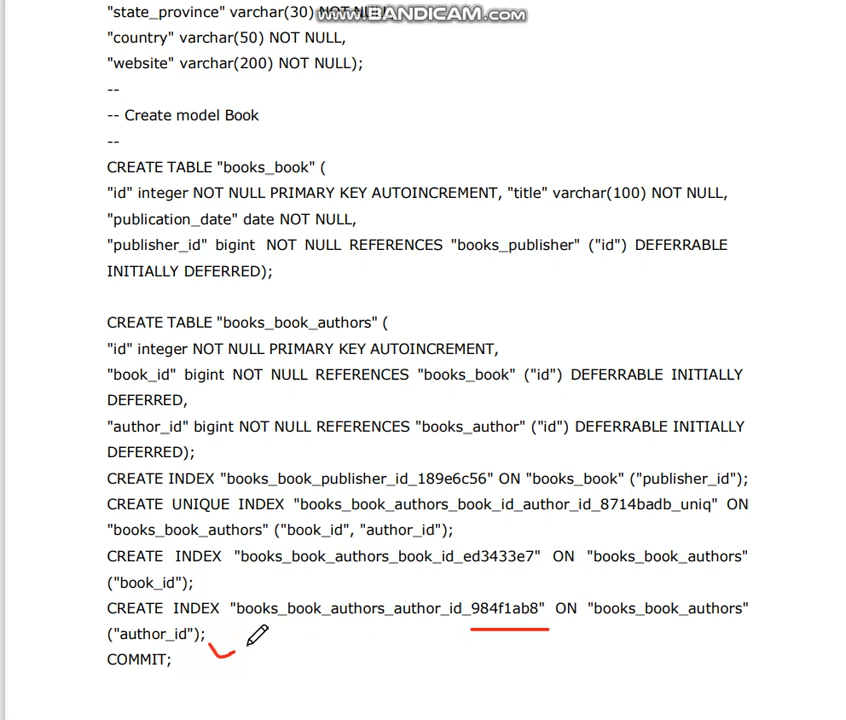 "state_province" varchar(30) NOT NULL,
www.BANDICAM.com
"country" varchar(50) NOT NULL,
"website" varchar(200) NOT NULL);
--
-- Create model Book
--
CREATE TABLE "books_book" (
"id" integer NOT NULL PRIMARY KEY AUTOINCREMENT, "title" varchar(100) NOT NULL,
"publication_date" date NOT NULL,
"publisher_id" bigint NOT NULL REFERENCES "books_publisher" ("id") DEFERRABLE
INITIALLY DEFERRED);
CREATE TABLE "books_book_authors" (
"id" integer NOT NULL PRIMARY KEY AUTOINCREMENT,
"book_id" bigint NOT NULL REFERENCES "books_book" ("id") DEFERRABLE INITIALLY
DEFERRED,
"author_id" bigint NOT NULL REFERENCES "books_author" ("id") DEFERRABLE INITIALLY
DEFERRED);
CREATE INDEX "books_book_publisher_id_189e6c56" ON "books_book" ("publisher_id");
CREATE UNIQUE INDEX "books_book_authors_book_id_author_id_8714badb_uniq" ON
"books_book_authors" ("book_id", "author_id");
CREATE INDEX "books_book_authors_book_id_ed3433e7" ON "books_book_authors"
("book_id");
CREATE INDEX "books_book_authors_author_id_984f1ab8" ON "books_book_authors"
("author_id");
COMMIT;